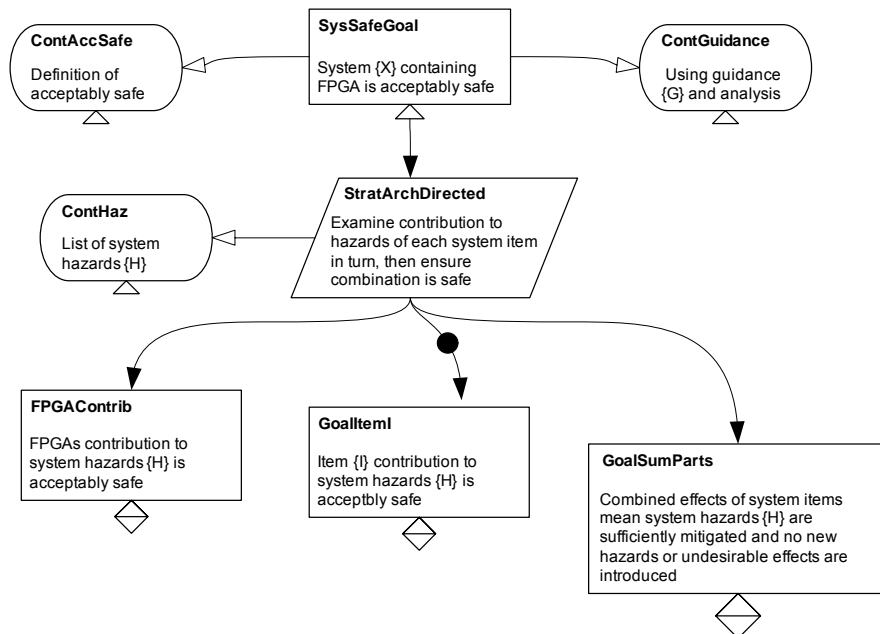 ContAccSafe
Definition of
acceptably safe
SysSafeGoal
System {X} containing
FPGA is acceptably safe
ContGuidance
Using guidance
{G} and analysis
ContHaz
List of system
hazards {H}
StratArchDirected
Examine contribution to
hazards of each system item
in turn, then ensure
combination is safe
FPGAContrib
FPGAs contribution to
system hazards {H} is
acceptably safe
GoalItemI
Item {I} contribution to
system hazards {H} is
acceptbly safe
GoalSumParts
Combined effects of system items
mean system hazards {H} are
sufficiently mitigated and no new
hazards or undesirable effects are
introduced